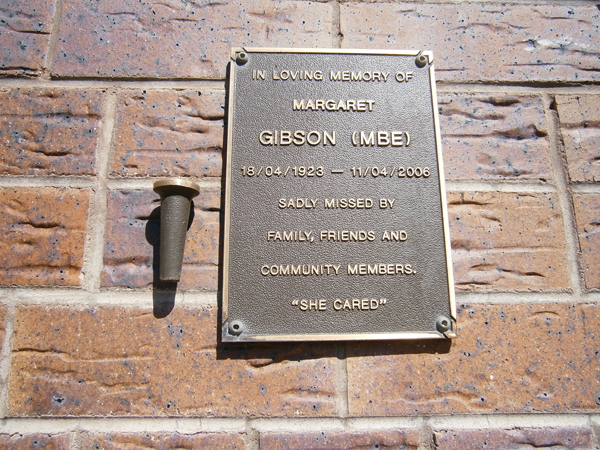 IN LOVING MEMORY OF
MARGARET
GIBSON (MBE)
18/04/1923 — 11/04/2006
SADLY MISSED BY
FAMILY, FRIENDS AND
COMMUNITY MEMBERS.
"SHE CARED"